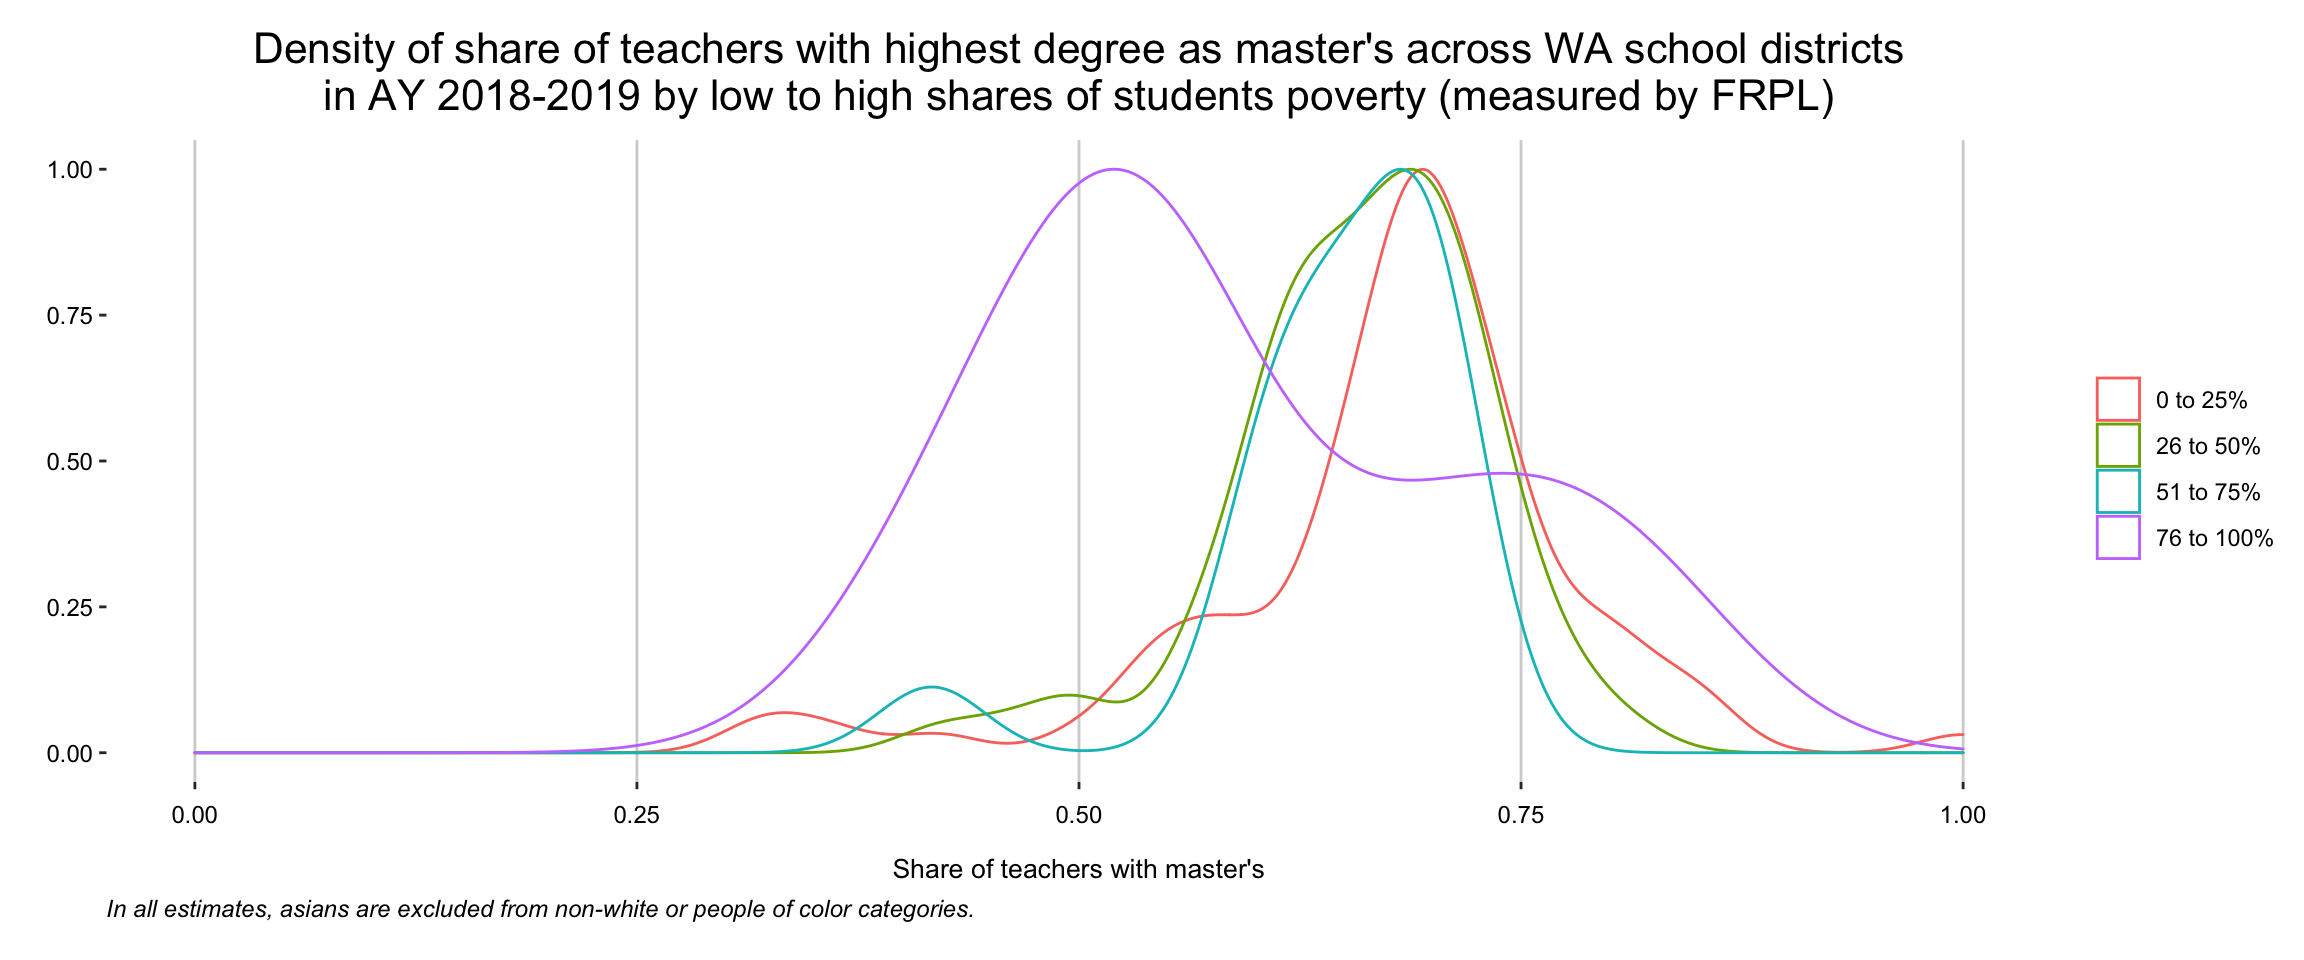 Density of share of teachers with highest degree as master's across WA school districts
in AY 2018-2019 by low to high shares of students poverty (measured by FRPL)
1.00
0.75
0.50
0.25
0.00
0.00 0.25 0.50 0.75 1.00
Share of teachers with master's
0 to 25%
26 to 50%
51 to 75%
76 to 100%
In all estimates, asians are excluded from non-white or people of color categories.